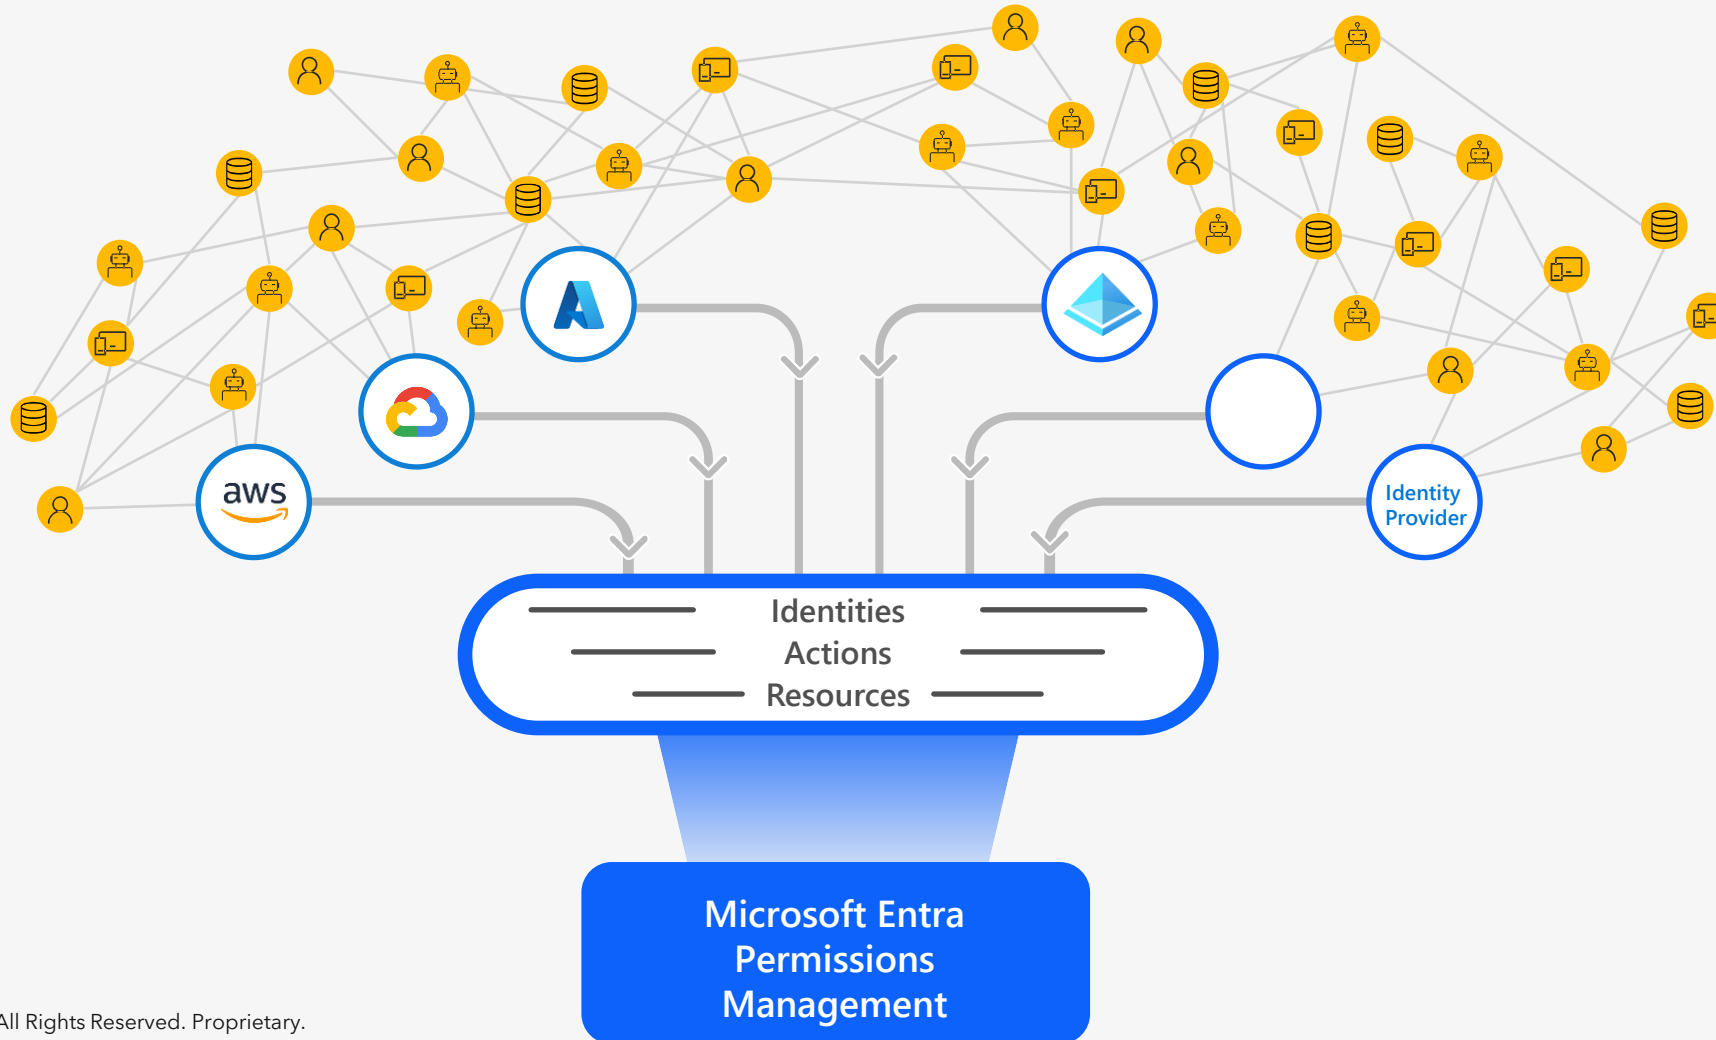 aws
Identity
Provider
Identities
Actions
Resources
Microsoft Entra
Permissions
Management
All Rights Reserved. Proprietary.